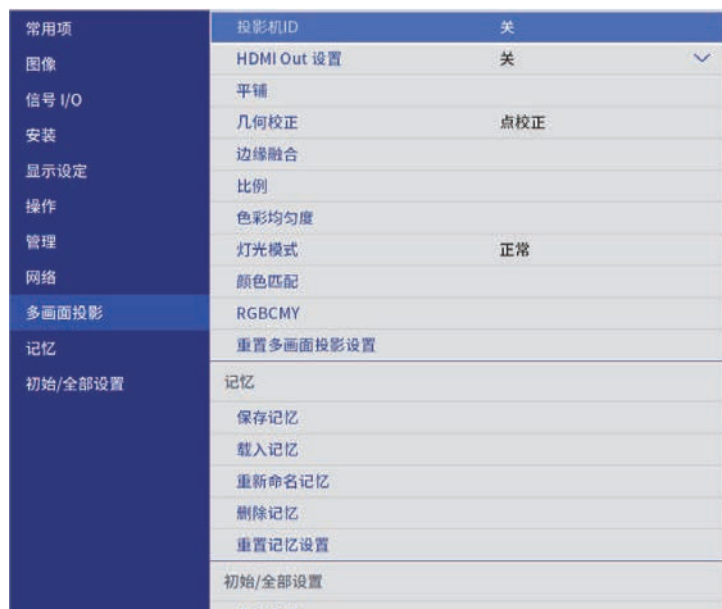 常用项
图像
信号 I/O
安装
显示设定
操作
管理
网络
多画面投影
记忆
初始/全部设置
投影机ID 关
HDMI Out 设置 关
平铺
几何校正 点校正
边缘融合
比例
色彩均匀度
灯光模式 正常
颜色匹配
RGBCMY
重置多画面投影设置
记忆
保存记忆
载入记忆
重新命名记忆
删除记忆
重置记忆设置
初始/全部设置